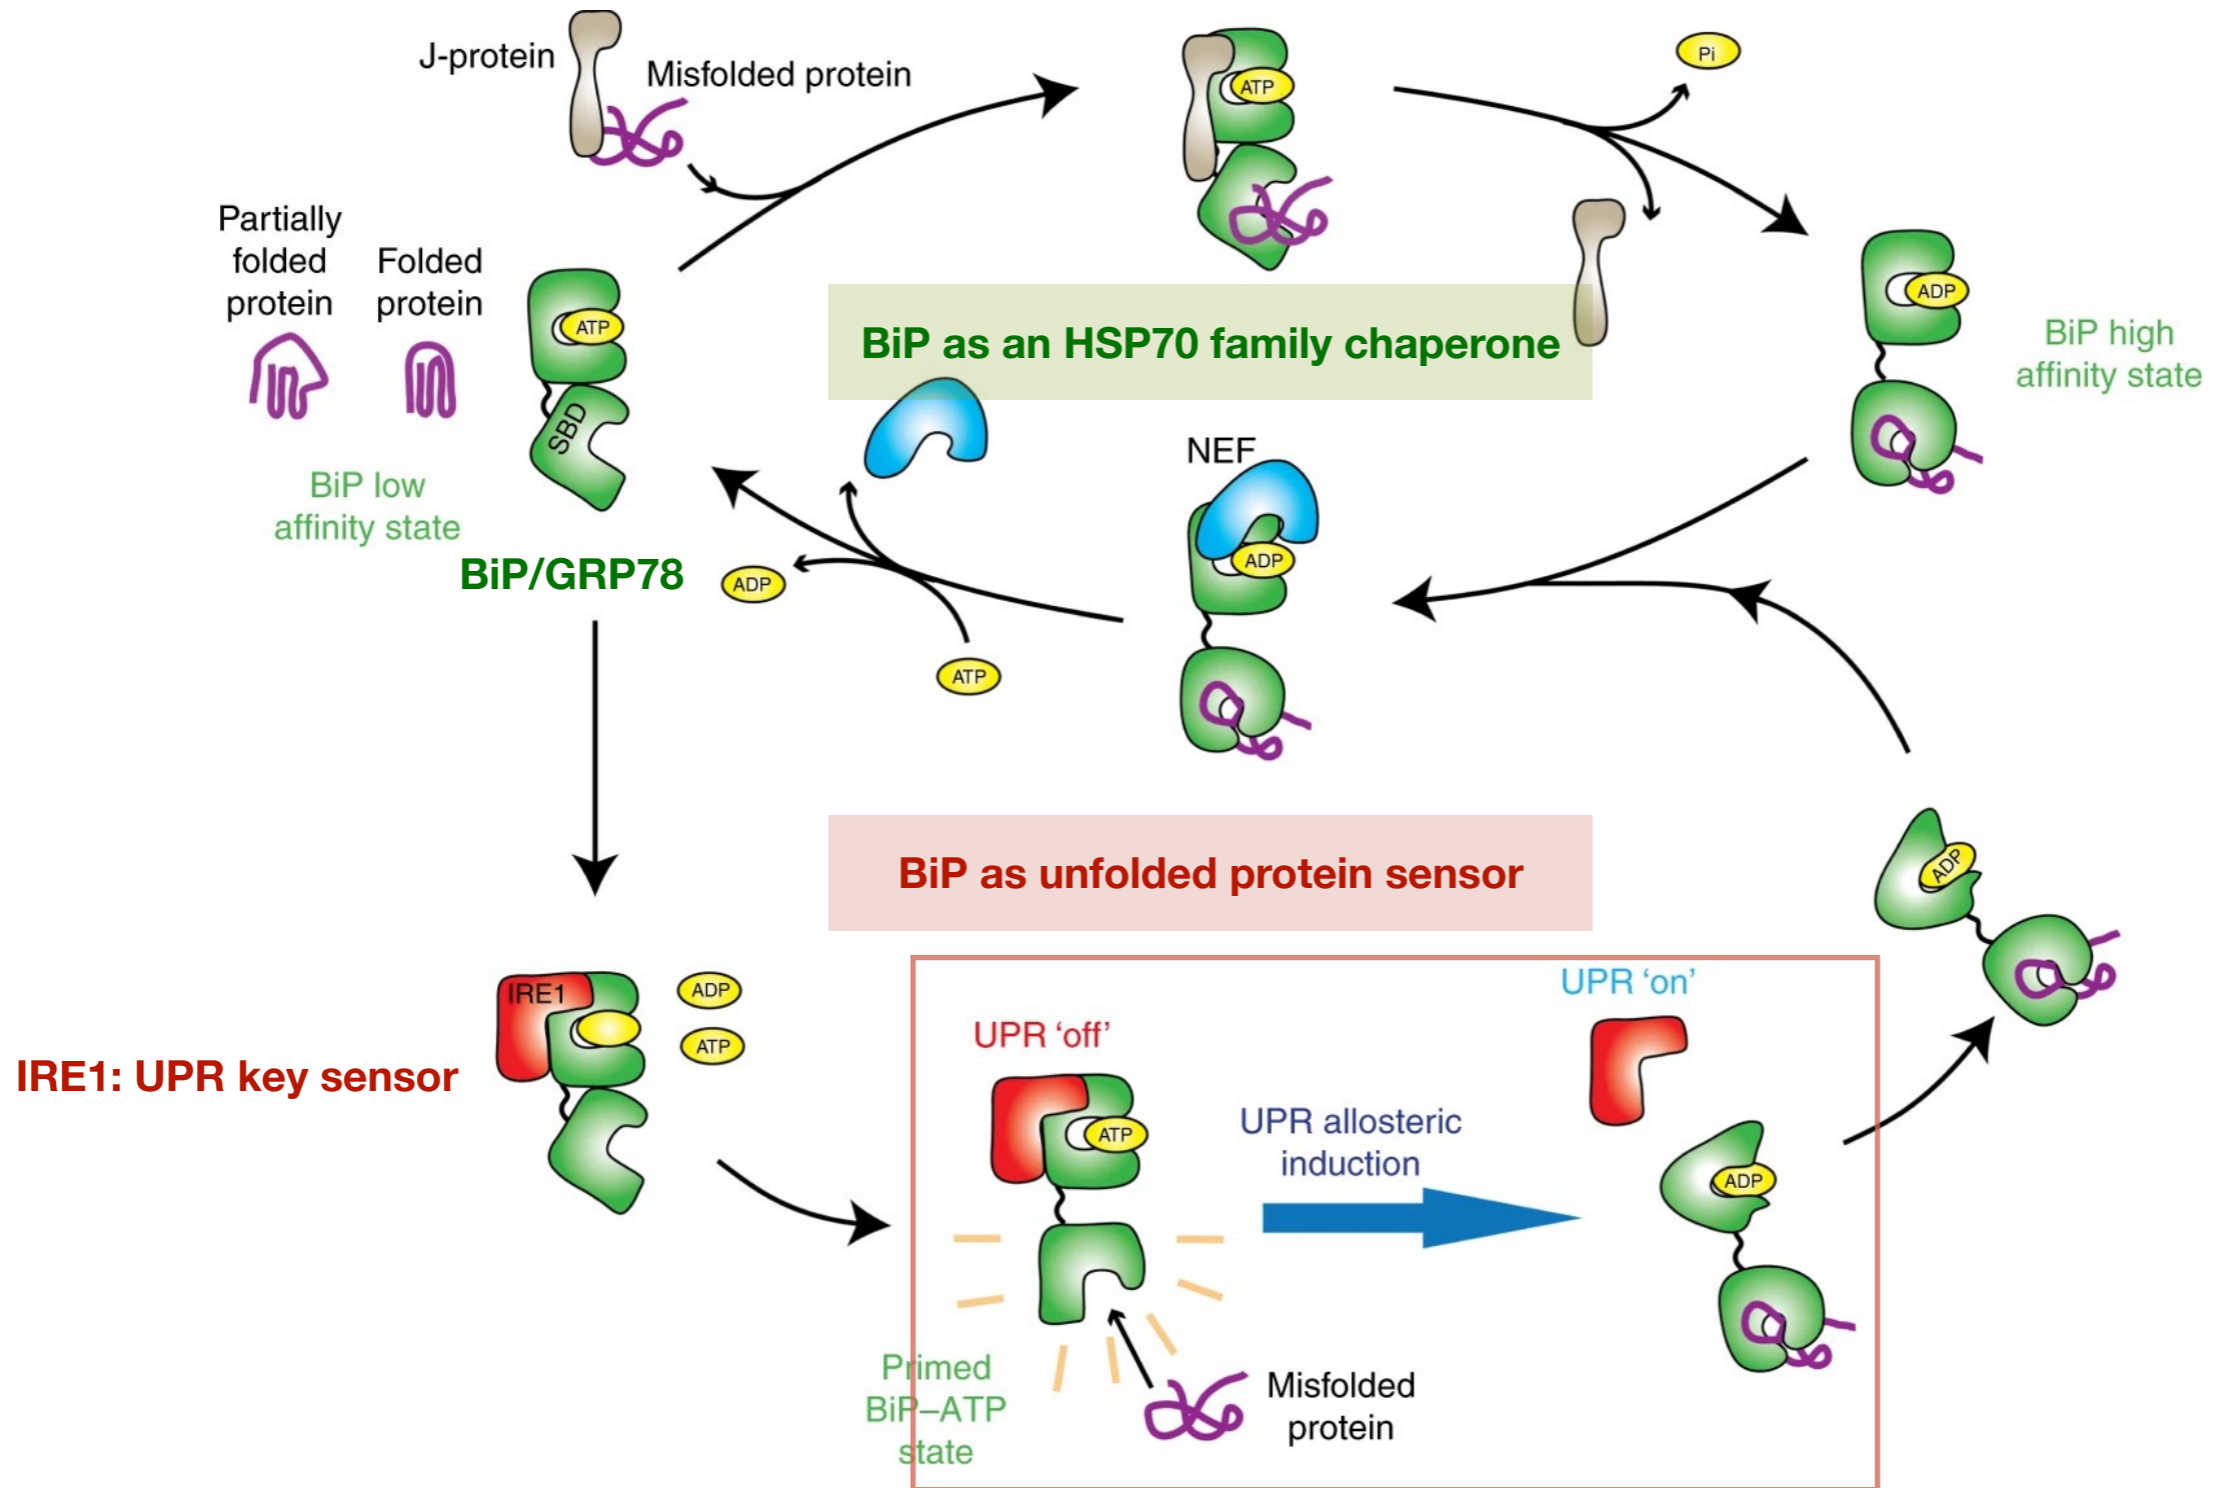 J-protein
Misfolded protein
ATP
Pi
Partially
folded
protein
Folded
protein
ATP
SBD
BiP low
affinity state
BiP/GRP78
BiP as an HSP70 family chaperone
ADP
BiP high
affinity state
NEF
ADP
ADP
ATP
BiP as unfolded protein sensor
ADP
IRE1
ADP
ATP
IRE1: UPR key sensor
UPR ‘off’
ATP
UPR allosteric
induction
UPR ‘on’
ADP
Primed
BiP–ATP
state
Misfolded
protein